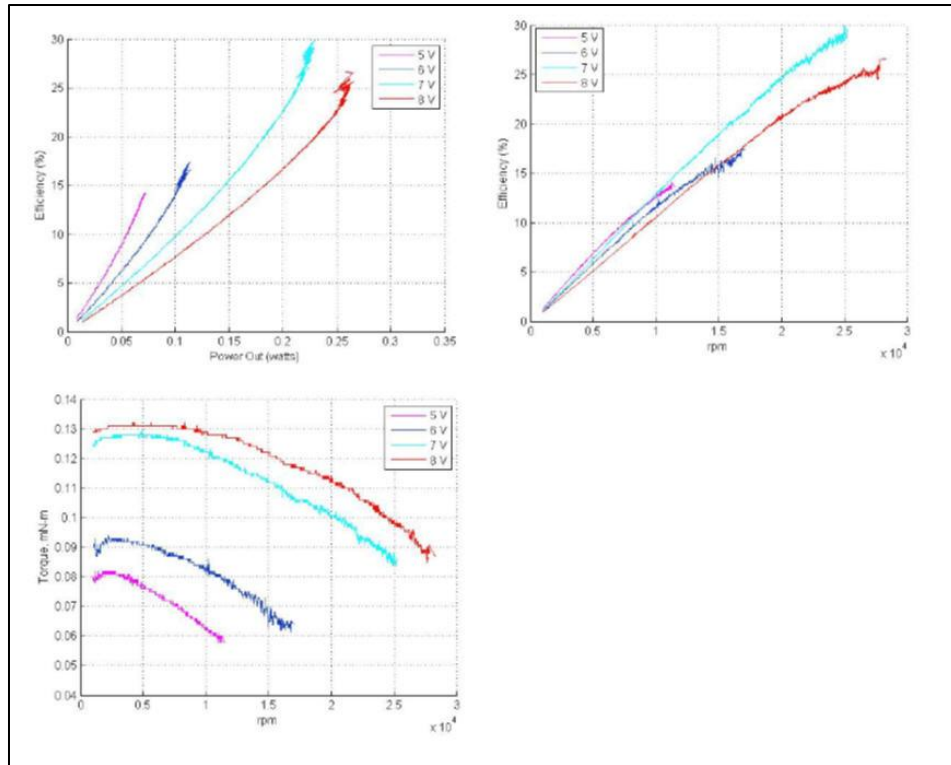 30
25
20
15
10
5
0
Efficiency (%)
0
0.05
0.1
0.15
0.2
0.25
0.3
0.35
Power Out (watts)
5 V
6 V
7 V
8 V
30
25
20
15
10
5
0
Efficiency (%)
0
0.5
1
1.5
2
2.5
3
rpm
x 10⁴
5 V
6 V
7 V
8 V
0.14
0.13
0.12
0.11
0.1
0.09
0.08
0.07
0.06
0.05
0.04
Torque, mN-m
0
0.5
1
1.5
2
2.5
3
rpm
x 10⁴
5 V
6 V
7 V
8 V